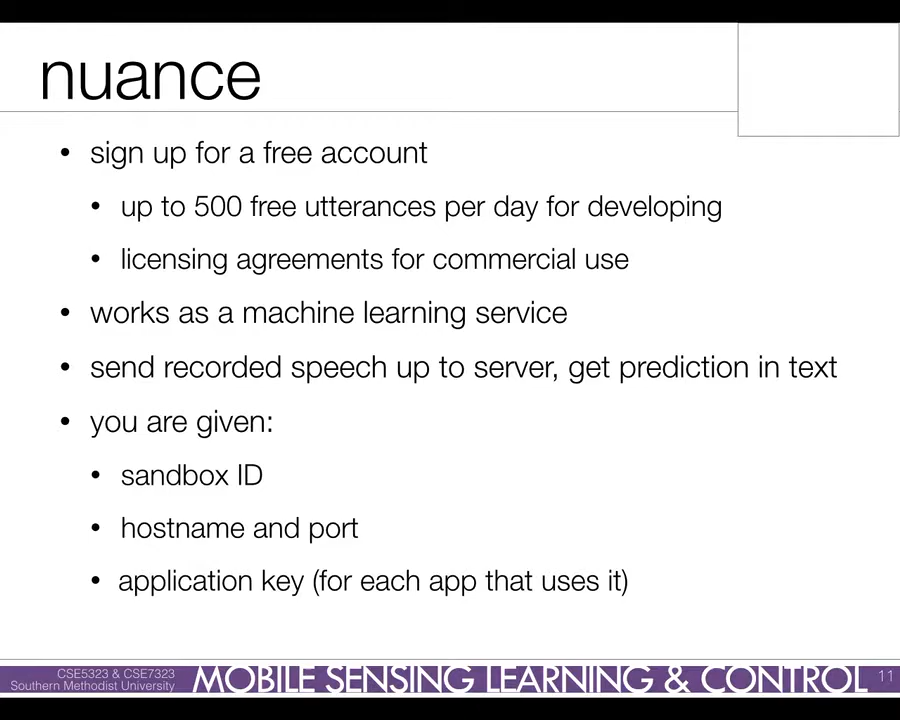 nuance
• sign up for a free account
• up to 500 free utterances per day for developing
• licensing agreements for commercial use
• works as a machine learning service
• send recorded speech up to server, get prediction in text
• you are given:
• sandbox ID
• hostname and port
• application key (for each app that uses it)
CSE5323 & CSE7323
Southern Methodist University
MOBILE SENSING LEARNING & CONTROL
11